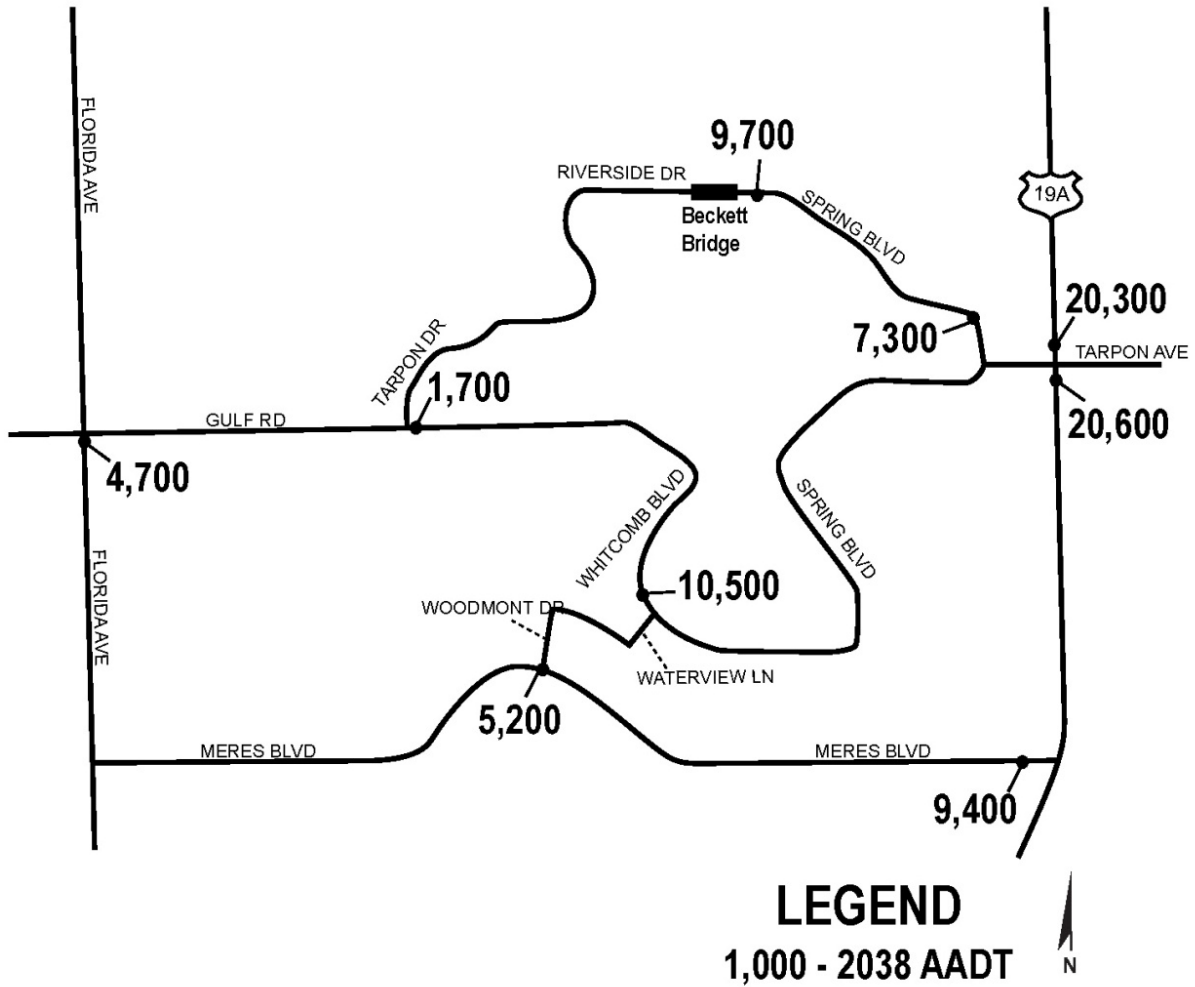 FLORIDA AVE
9,700
RIVERSIDE DR
Beckett
Bridge
SPRING BLVD
19A
20,300
7,300
TARPON AVE
TARPON DR
1,700
GULF RD
20,600
4,700
WHITCOMB BLVD
SPRING BLVD
FLORIDA AVE
10,500
WOODMONT DR
WATERVIEW LN
5,200
MERES BLVD
MERES BLVD
9,400
LEGEND
1,000 - 2038 AADT
N